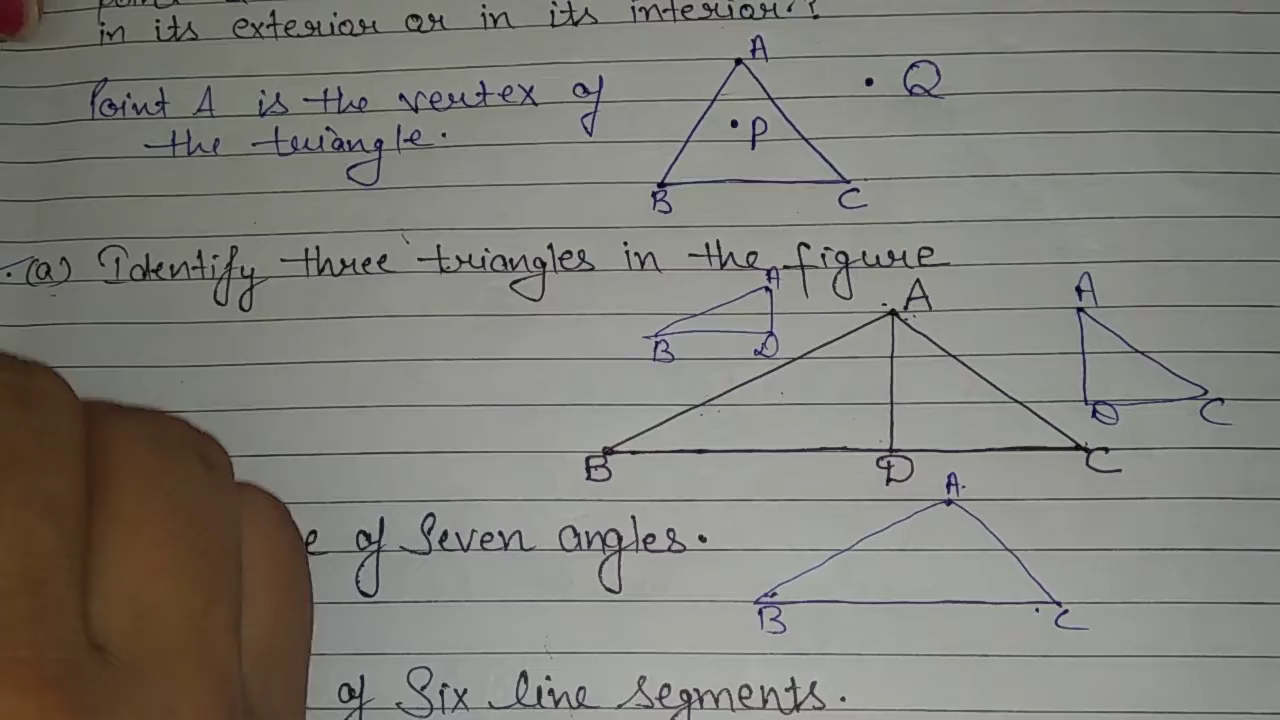 in its exterior or in its interior?
Point A is the vertex of
the triangle.
A
Q
P
B
C
(a) Identify three triangles in the figure
A
B
D
A
B
D
C
A
D
C
of Seven angles.
A
B
C
of Six line segments.